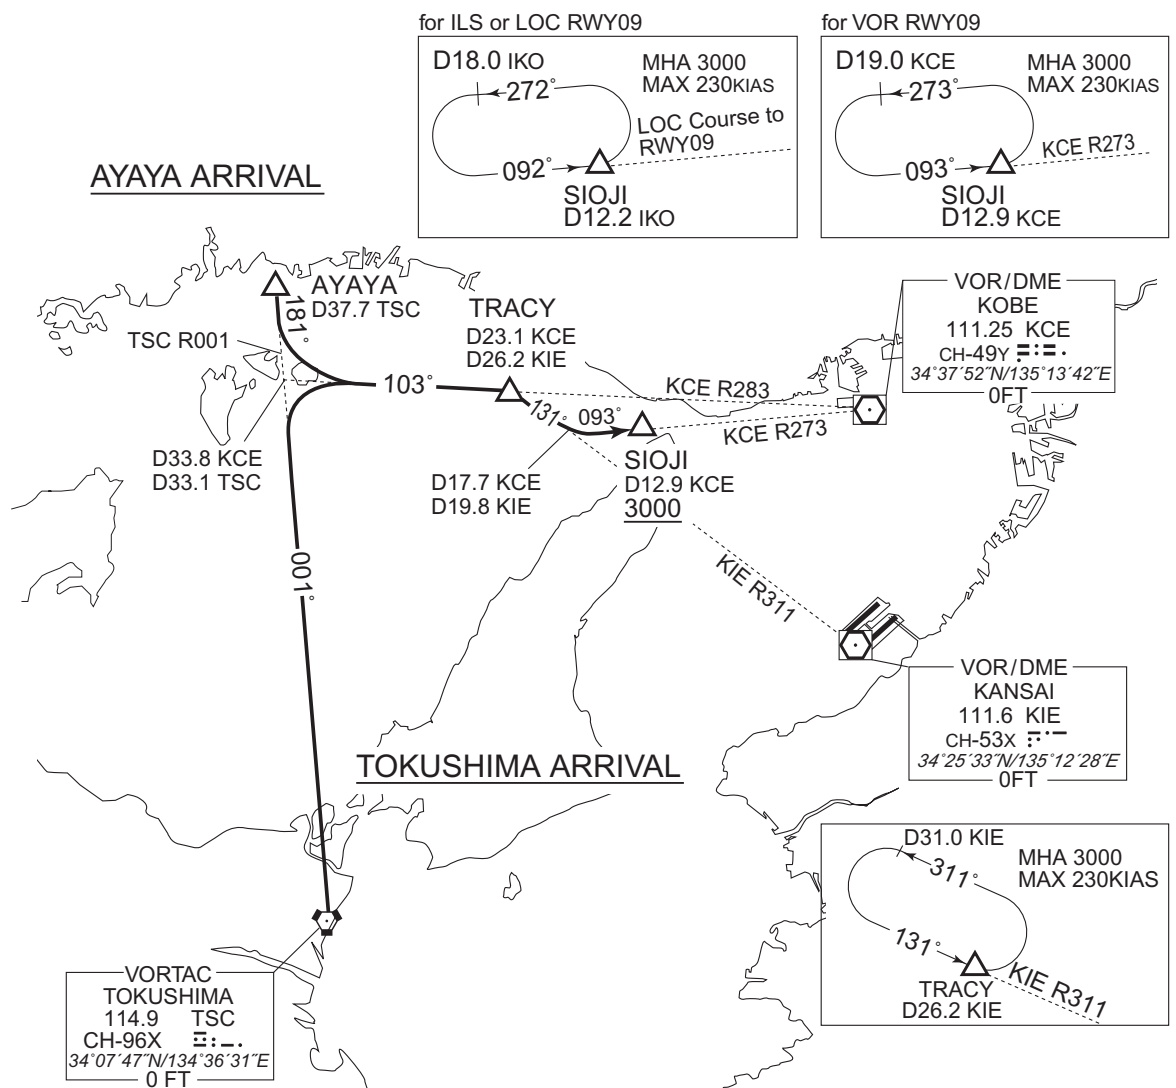 for ILS or LOC RWY09
D18.0 IKO
MHA 3000
MAX 230KIAS
272°
LOC Course to
RWY09
092°
SIOJI
D12.2 IKO
for VOR RWY09
D19.0 KCE
MHA 3000
MAX 230KIAS
273°
KCE R273
093°
SIOJI
D12.9 KCE
AYAYA ARRIVAL
AYAYA
D37.7 TSC
181°
TSC R001
TRACY
D23.1 KCE
D26.2 KIE
103°
KCE R283
131°
093°
KCE R273
VOR/DME
KOBE
111.25 KCE
CH-49Y
34°37′52″N/135°13′42″E
0FT
D33.8 KCE
D33.1 TSC
D17.7 KCE
D19.8 KIE
SIOJI
D12.9 KCE
3000
001°
KIE R311
VOR/DME
KANSAI
111.6 KIE
CH-53X
34°25′33″N/135°12′28″E
0FT
TOKUSHIMA ARRIVAL
D31.0 KIE
MHA 3000
MAX 230KIAS
311°
131°
TRACY
D26.2 KIE
KIE R311
VORTAC
TOKUSHIMA
114.9 TSC
CH-96X
34°07′47″N/134°36′31″E
0 FT